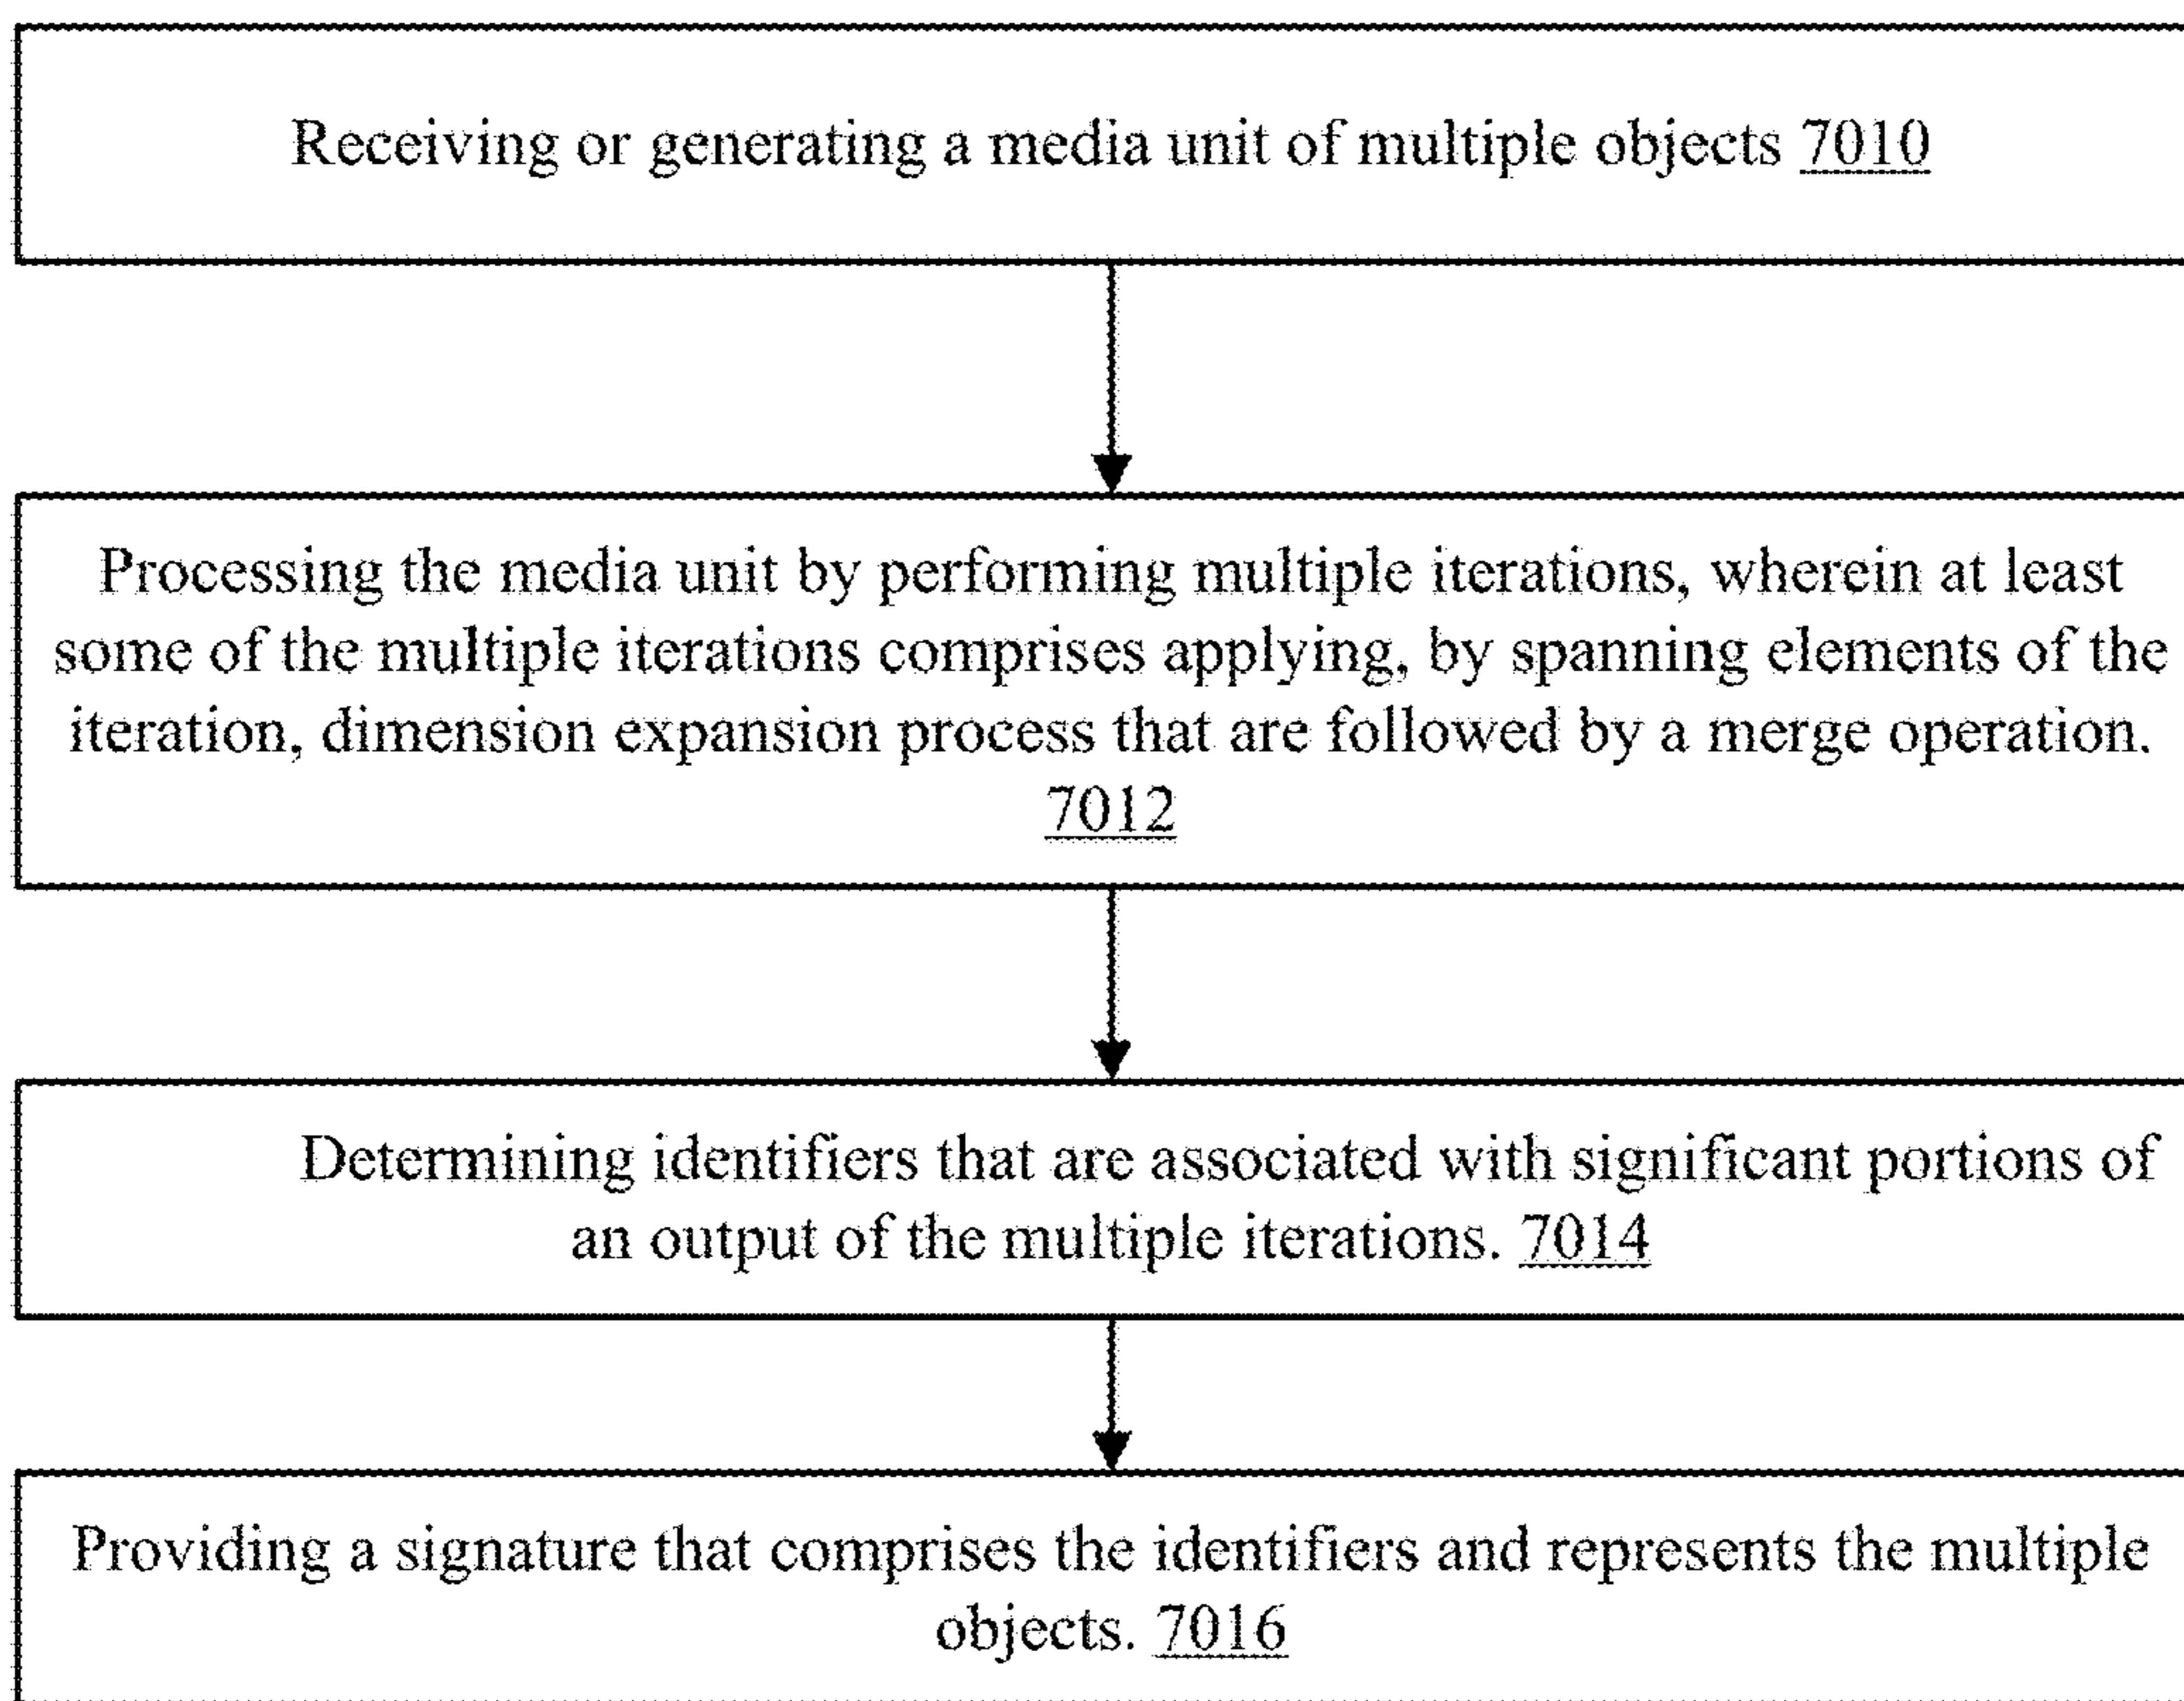 Receiving or generating a media unit of multiple objects 7010
Processing the media unit by performing multiple iterations, wherein at least
some of the multiple iterations comprises applying, by spanning elements of the
iteration, dimension expansion process that are followed by a merge operation.
7012
Determining identifiers that are associated with significant portions of
an output of the multiple iterations. 7014
Providing a signature that comprises the identifiers and represents the multiple
objects. 7016